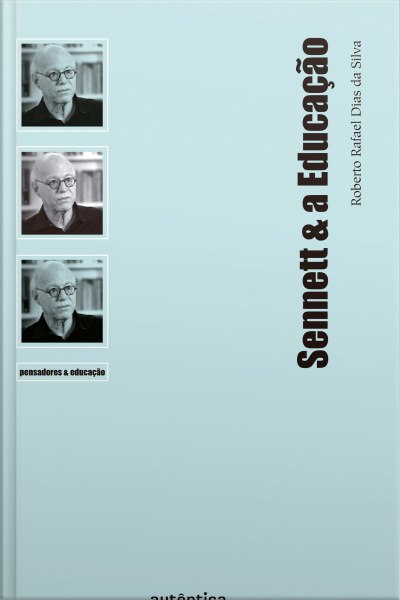 Sennett & a Educação
Roberto Rafael Dias da Silva
pensadores & educação
autêntica